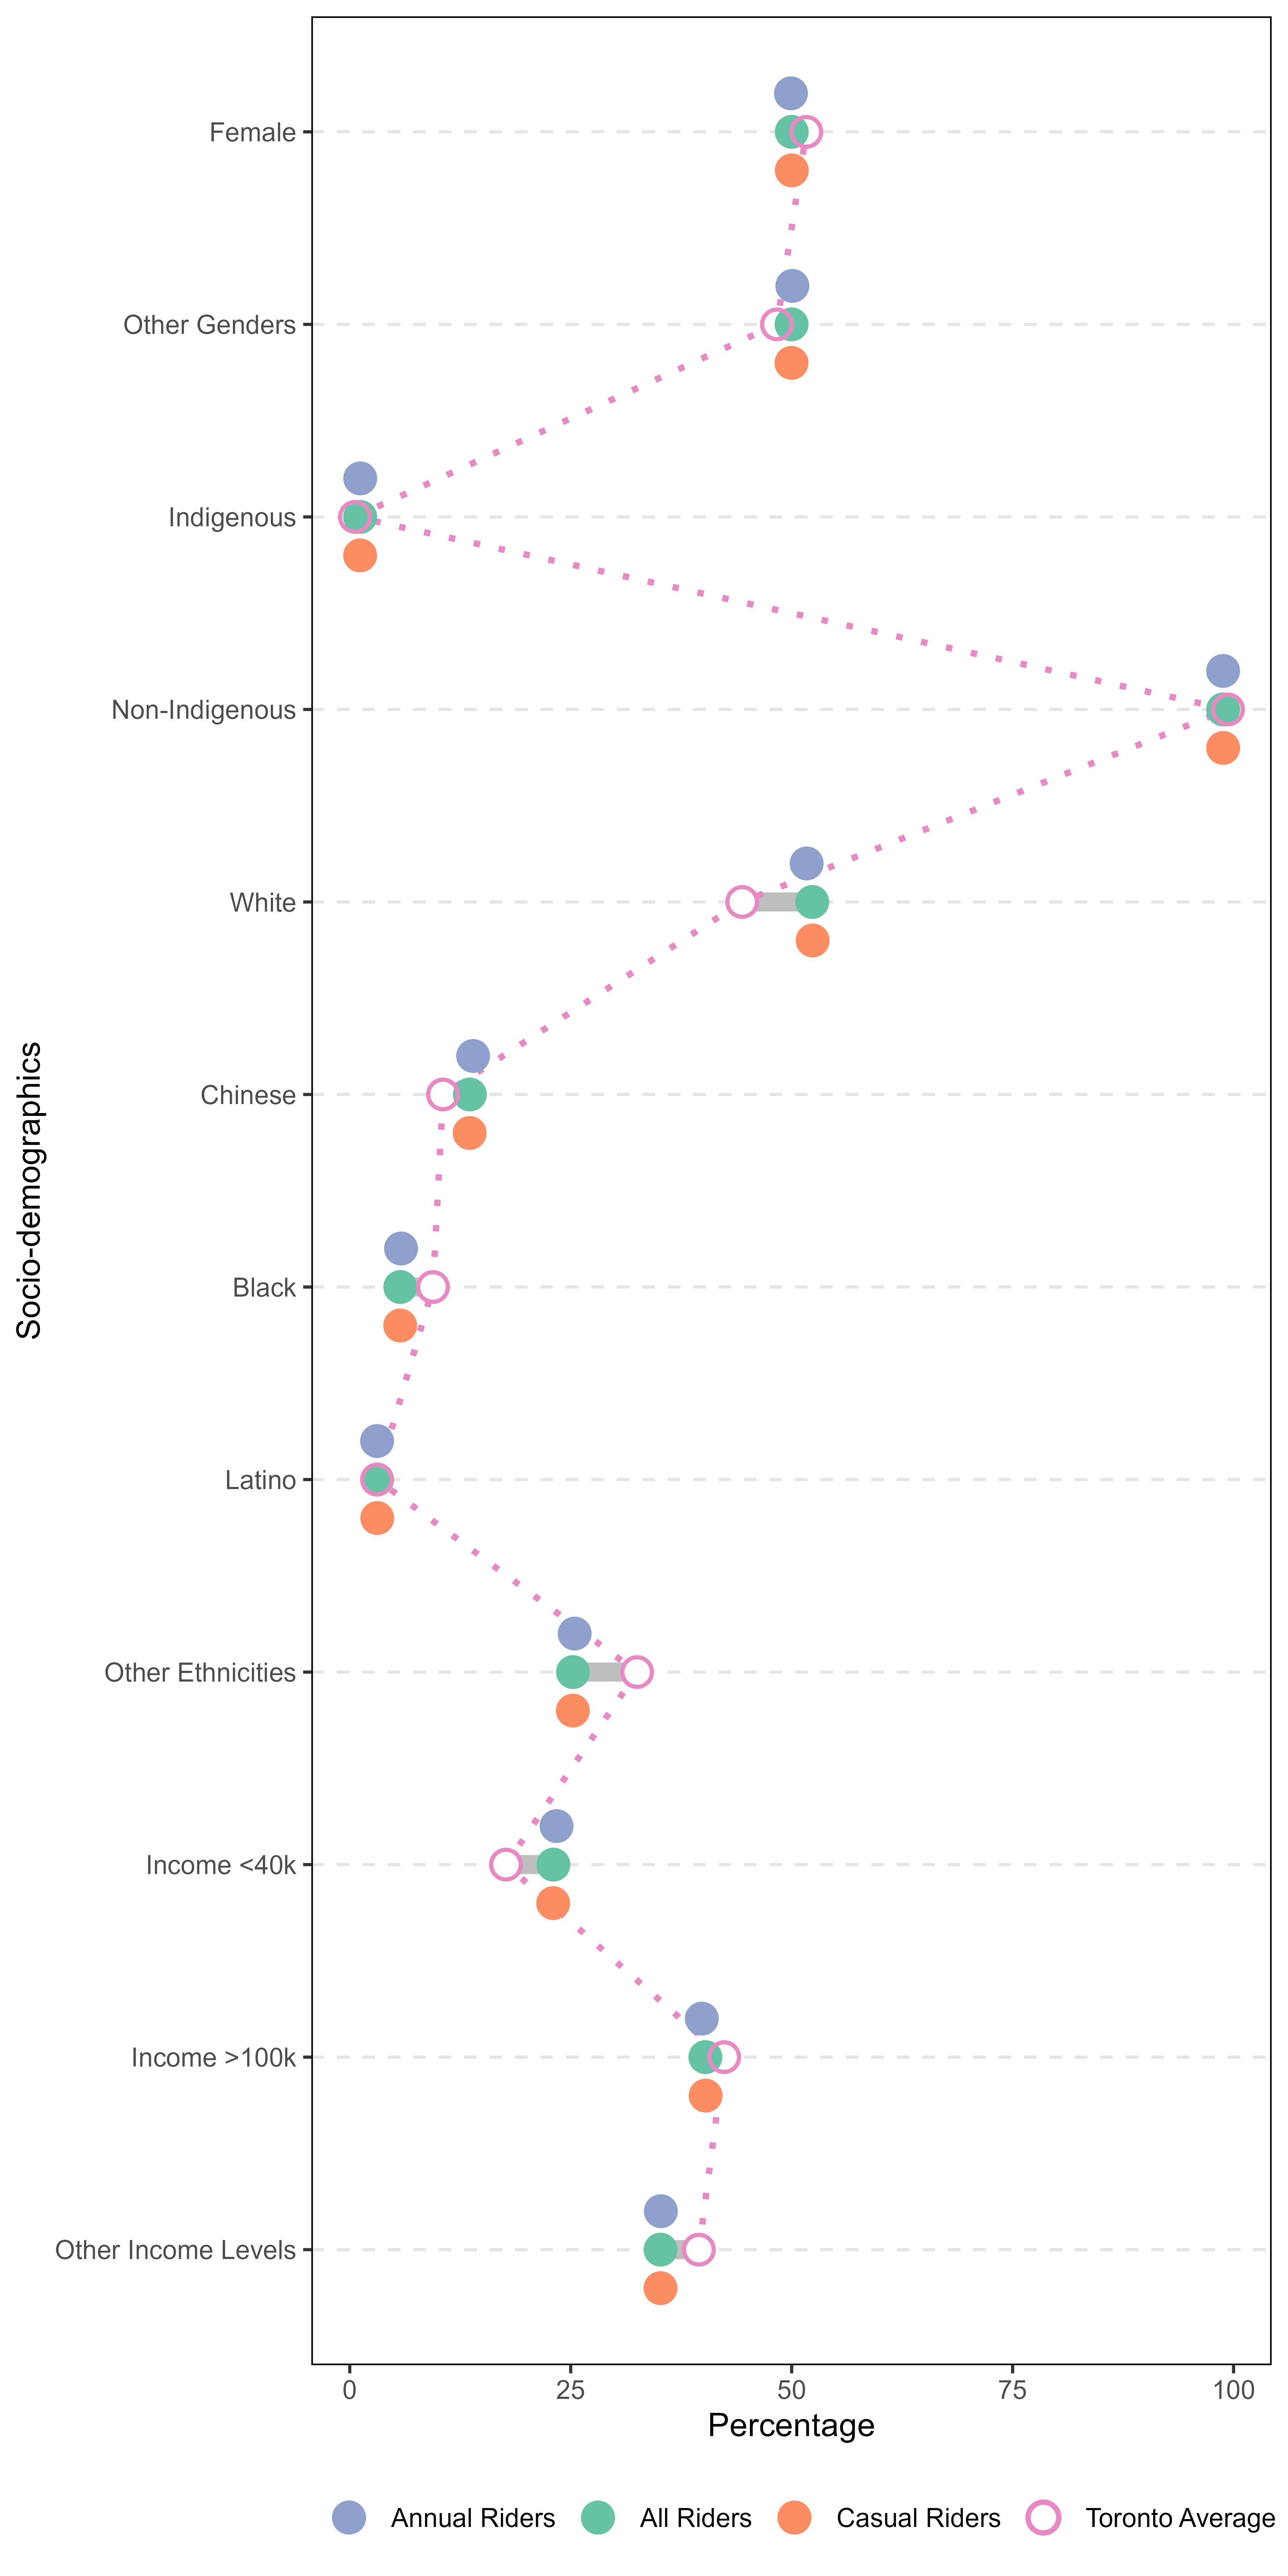 Socio-demographics
Female
Other Genders
Indigenous
Non-Indigenous
White
Chinese
Black
Latino
Other Ethnicities
Income <40k
Income >100k
Other Income Levels
0 25 50 75 100
Percentage
Annual Riders All Riders Casual Riders Toronto Average